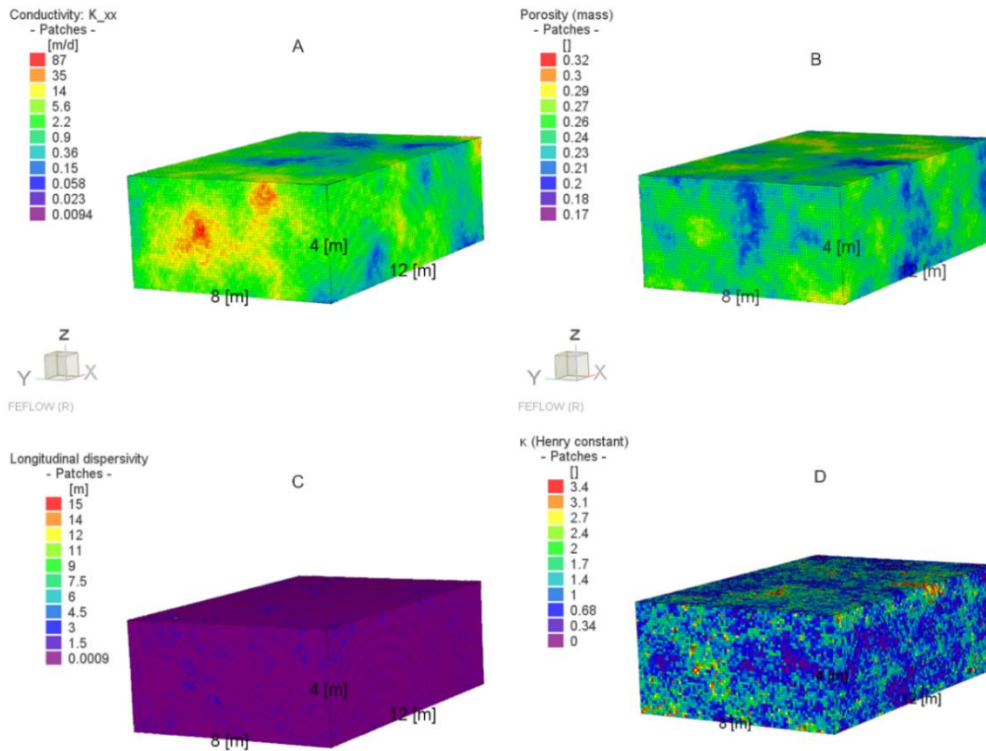 Conductivity: K_xx
- Patches -
[m/d]
87
35
14
5.6
2.2
0.9
0.36
0.15
0.058
0.023
0.0094
A
4 [m]
12 [m]
8 [m]
Z
Y
X
FEFLOW (R)
Porosity (mass)
- Patches -
[]
0.32
0.3
0.29
0.27
0.26
0.24
0.23
0.21
0.2
0.18
0.17
B
4 [m]
12 [m]
8 [m]
Z
Y
X
FEFLOW (R)
Longitudinal dispersivity
- Patches -
[m]
15
14
12
11
9
7.5
6
4.5
3
1.5
0.0009
C
4 [m]
12 [m]
8 [m]
κ (Henry constant)
- Patches -
[]
3.4
3.1
2.7
2.4
2
1.7
1.4
1
0.68
0.34
0
D
4 [m]
12 [m]
8 [m]